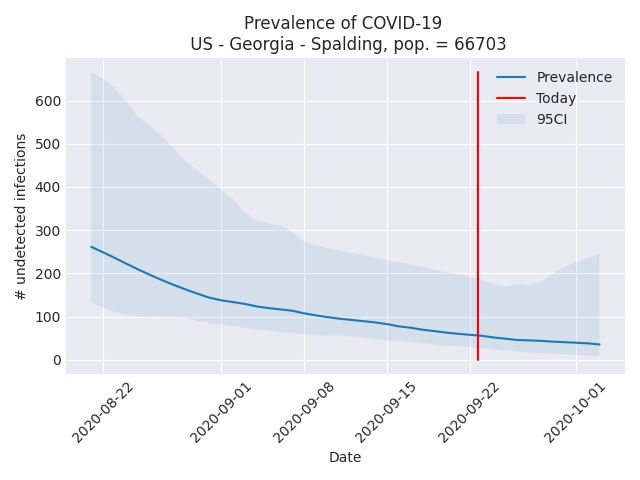 Prevalence of COVID-19
US - Georgia - Spalding, pop. = 66703
Prevalence
Today
95CI
# undetected infections
600
500
400
300
200
100
0
2020-08-22
2020-09-01
2020-09-08
2020-09-15
2020-09-22
2020-10-01
Date